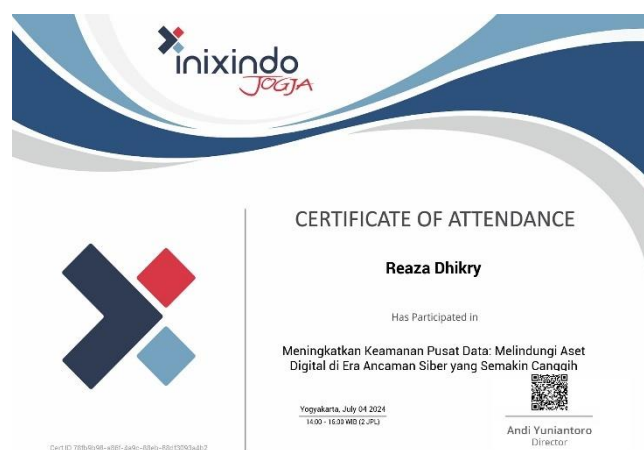 inixindo
JOGJA
CERTIFICATE OF ATTENDANCE
Reaza Dhikry
Has Participated in
Meningkatkan Keamanan Pusat Data: Melindungi Aset
Digital di Era Ancaman Siber yang Semakin Canggih
Yogyakarta, July 04 2024
14:00 - 16:00 WIB (2 JPL)
Andi Yuniantoro
Director
Cert ID